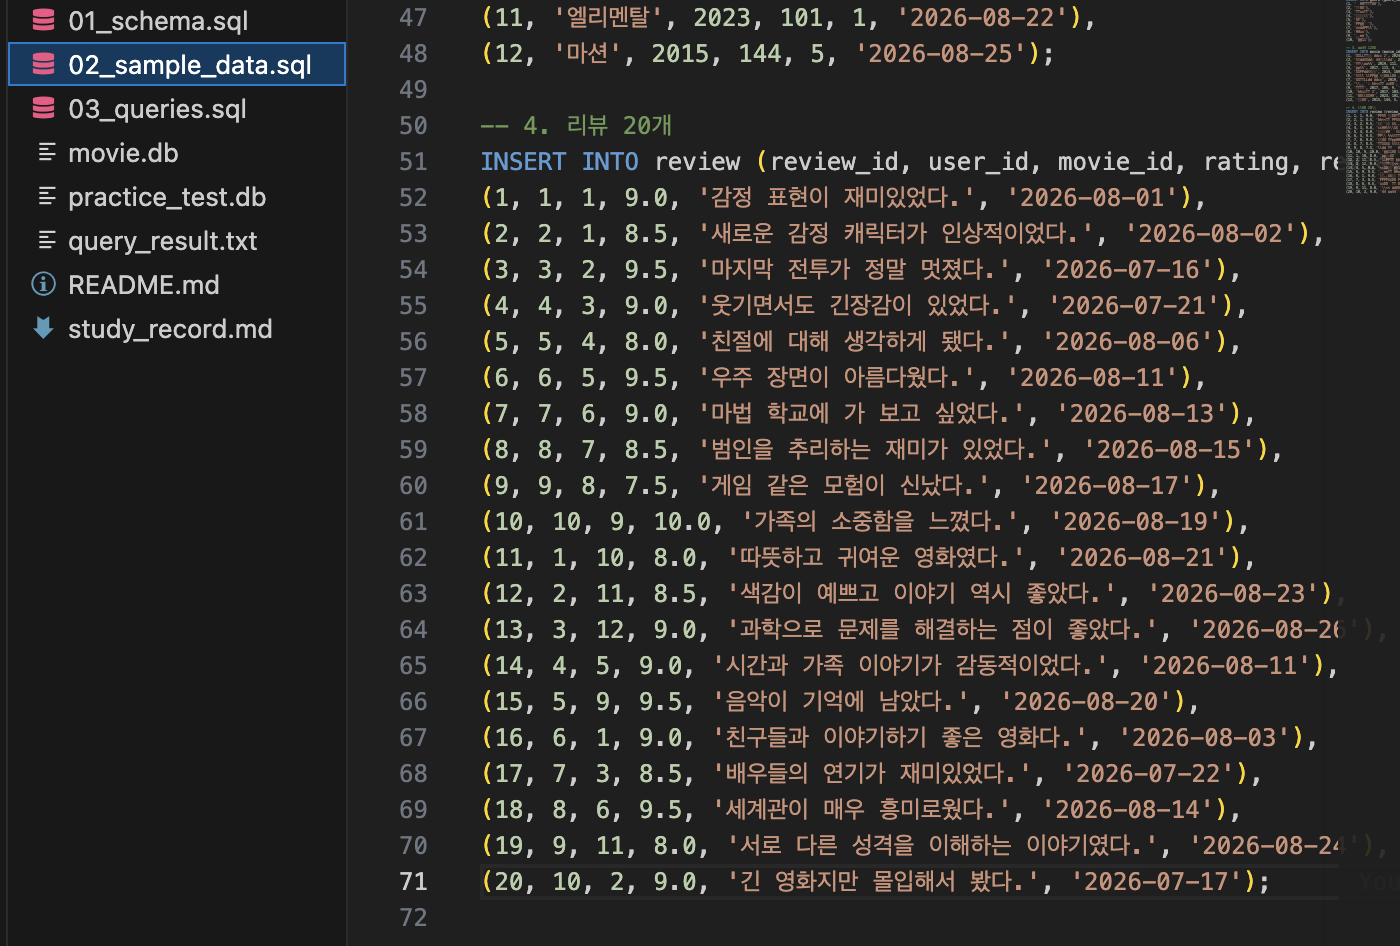 01_schema.sql
02_sample_data.sql
03_queries.sql
movie.db
practice_test.db
query_result.txt
README.md
study_record.md
47 (11, '엘리멘탈', 2023, 101, 1, '2026-08-22'),
48 (12, '마션', 2015, 144, 5, '2026-08-25');
49
50 -- 4. 리뷰 20개
51 INSERT INTO review (review_id, user_id, movie_id, rating, re
52 (1, 1, 1, 9.0, '감정 표현이 재미있었다.', '2026-08-01'),
53 (2, 2, 1, 8.5, '새로운 감정 캐릭터가 인상적이었다.', '2026-08-02'),
54 (3, 3, 2, 9.5, '마지막 전투가 정말 멋졌다.', '2026-07-16'),
55 (4, 4, 3, 9.0, '웃기면서도 긴장감이 있었다.', '2026-07-21'),
56 (5, 5, 4, 8.0, '친절에 대해 생각하게 됐다.', '2026-08-06'),
57 (6, 6, 5, 9.5, '우주 장면이 아름다웠다.', '2026-08-11'),
58 (7, 7, 6, 9.0, '마법 학교에 가 보고 싶었다.', '2026-08-13'),
59 (8, 8, 7, 8.5, '범인을 추리하는 재미가 있었다.', '2026-08-15'),
60 (9, 9, 8, 7.5, '게임 같은 모험이 신났다.', '2026-08-17'),
61 (10, 10, 9, 10.0, '가족의 소중함을 느꼈다.', '2026-08-19'),
62 (11, 1, 10, 8.0, '따뜻하고 귀여운 영화였다.', '2026-08-21'),
63 (12, 2, 11, 8.5, '색감이 예쁘고 이야기 역시 좋았다.', '2026-08-23'),
64 (13, 3, 12, 9.0, '과학으로 문제를 해결하는 점이 좋았다.', '2026-08-26'),
65 (14, 4, 5, 9.0, '시간과 가족 이야기가 감동적이었다.', '2026-08-11'),
66 (15, 5, 9, 9.5, '음악이 기억에 남았다.', '2026-08-20'),
67 (16, 6, 1, 9.0, '친구들과 이야기하기 좋은 영화다.', '2026-08-03'),
68 (17, 7, 3, 8.5, '배우들의 연기가 재미있었다.', '2026-07-22'),
69 (18, 8, 6, 9.5, '세계관이 매우 흥미로웠다.', '2026-08-14'),
70 (19, 9, 11, 8.0, '서로 다른 성격을 이해하는 이야기였다.', '2026-08-24'),
71 (20, 10, 2, 9.0, '긴 영화지만 몰입해서 봤다.', '2026-07-17');
72